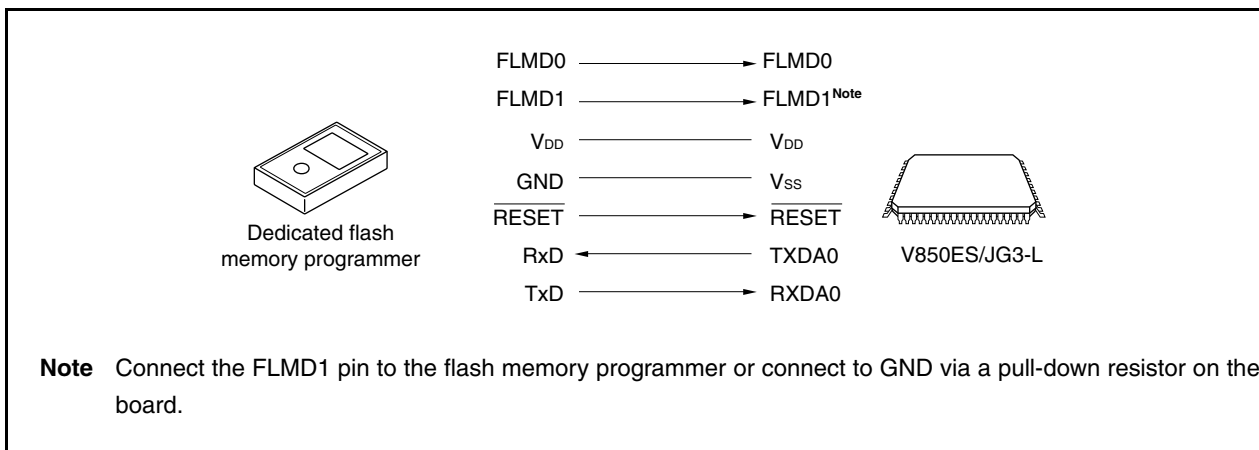 FLMD0 FLMD0
FLMD1 FLMD1Note
VDD VDD
GND VSS
RESET RESET
Dedicated flash
memory programmer
RxD TXDA0
V850ES/JG3-L
TxD RXDA0
Note Connect the FLMD1 pin to the flash memory programmer or connect to GND via a pull-down resistor on the
board.